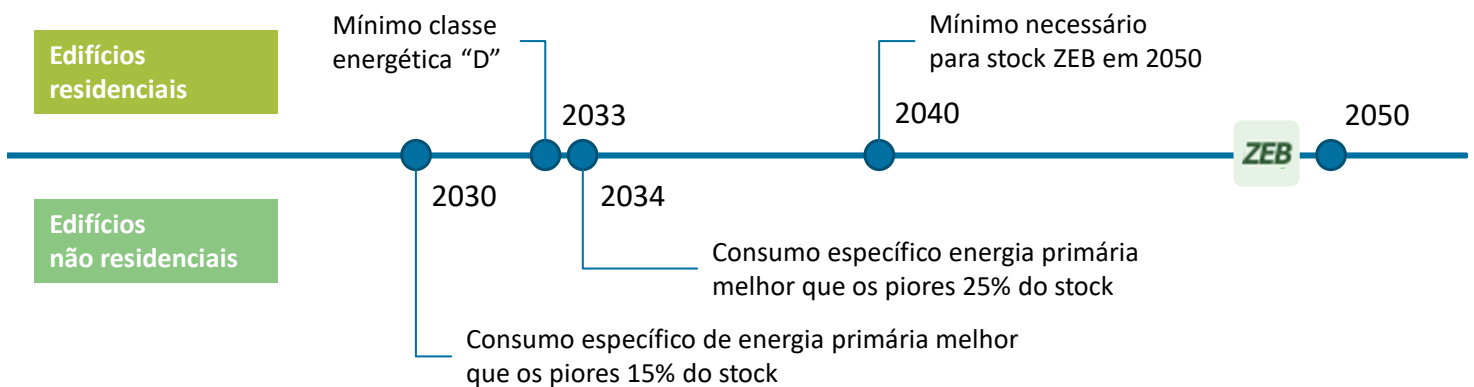 Edifícios
residenciais
Mínimo classe
energética “D”
2033
Mínimo necessário
para stock ZEB em 2050
2040
ZEB
2050
Edifícios
não residenciais
2030
2034
Consumo específico energia primária
melhor que os piores 25% do stock
Consumo específico de energia primária melhor
que os piores 15% do stock